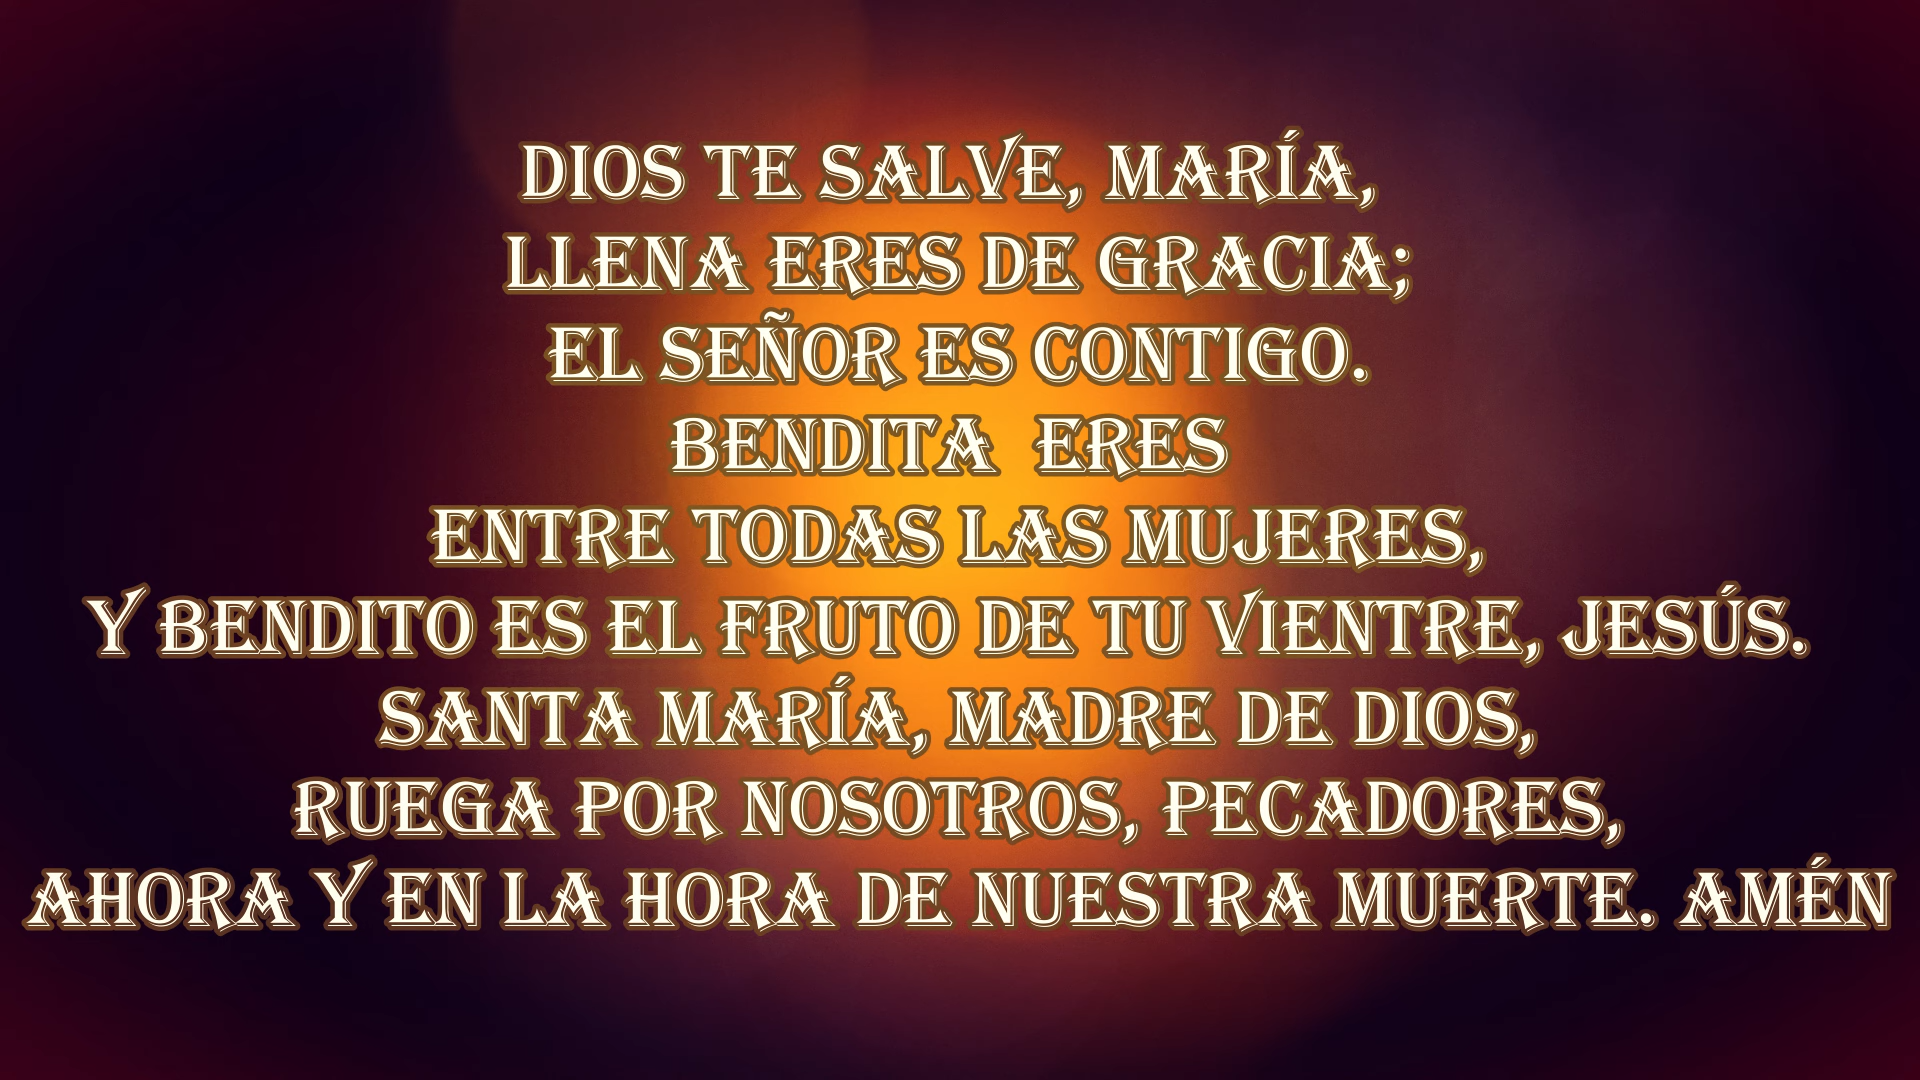 DIOS TE SALVE, MARÍA,
LLENA ERES DE GRACIA;
EL SEÑOR ES CONTIGO.
BENDITA  ERES
ENTRE TODAS LAS MUJERES,
Y BENDITO ES EL FRUTO DE TU VIENTRE, JESÚS.
SANTA MARÍA, MADRE DE DIOS,
RUEGA POR NOSOTROS, PECADORES,
AHORA Y EN LA HORA DE NUESTRA MUERTE. AMÉN